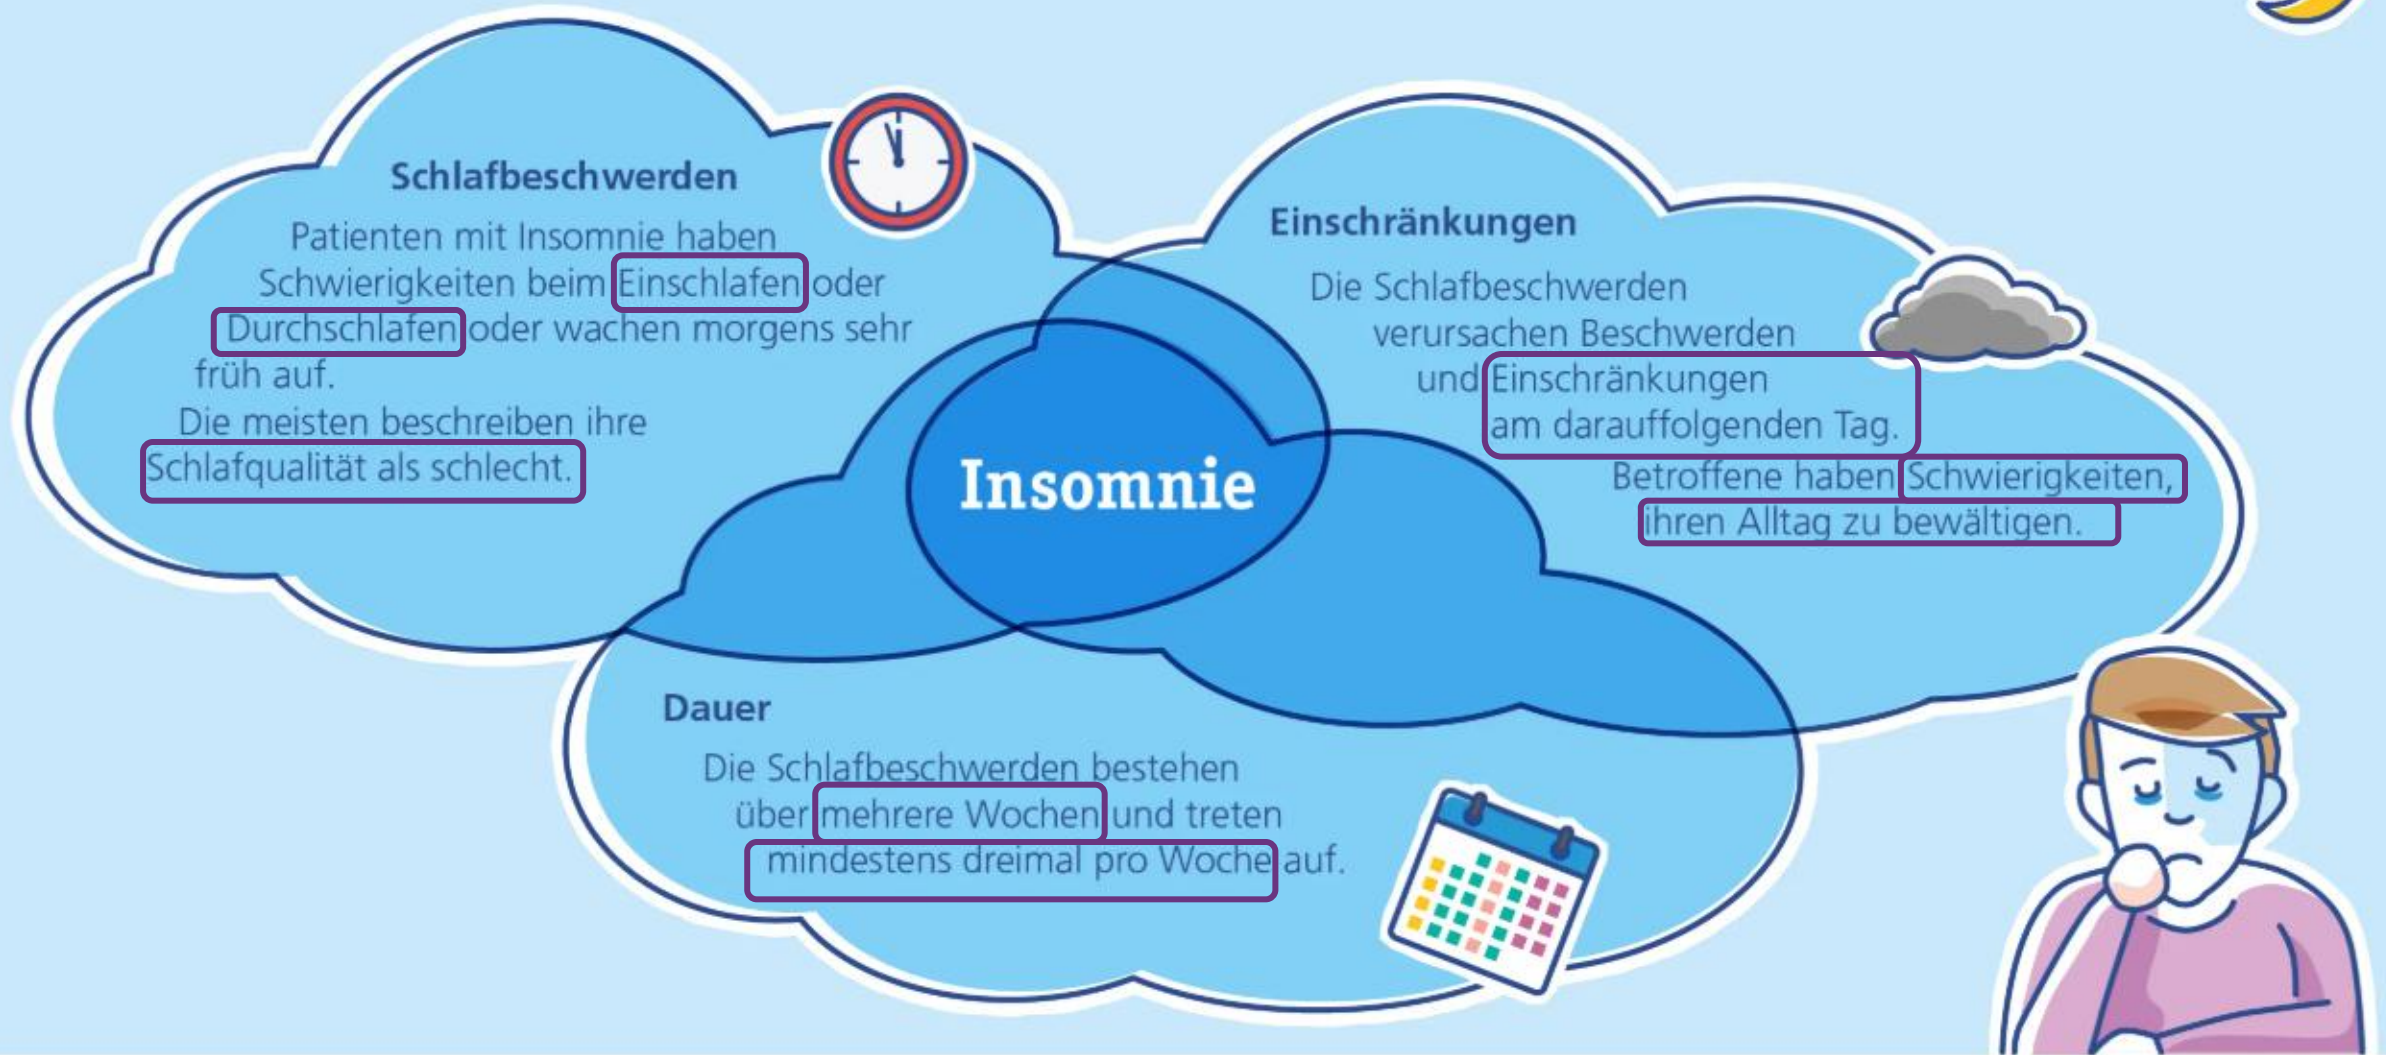 Schlafbeschwerden
Patienten mit Insomnie haben
Schwierigkeiten beim Einschlafen oder
Durchschlafen oder wachen morgens sehr
früh auf.
Die meisten beschreiben ihre
Schlafqualität als schlecht.
Einschränkungen
Die Schlafbeschwerden
verursachen Beschwerden
und Einschränkungen
am darauffolgenden Tag.
Betroffene haben Schwierigkeiten,
ihren Alltag zu bewältigen.
Insomnie
Dauer
Die Schlafbeschwerden bestehen
über mehrere Wochen und treten
mindestens dreimal pro Woche auf.